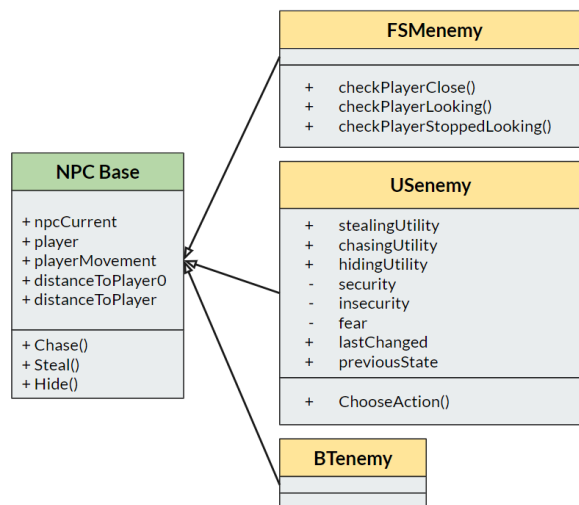 FSMenemy
+ checkPlayerClose()
+ checkPlayerLooking()
+ checkPlayerStoppedLooking()
NPC Base
+ npcCurrent
+ player
+ playerMovement
+ distanceToPlayer0
+ distanceToPlayer
+ Chase()
+ Steal()
+ Hide()
USenemy
+ stealingUtility
+ chasingUtility
+ hidingUtility
- security
- insecurity
- fear
+ lastChanged
+ previousState
+ ChooseAction()
BTenemy